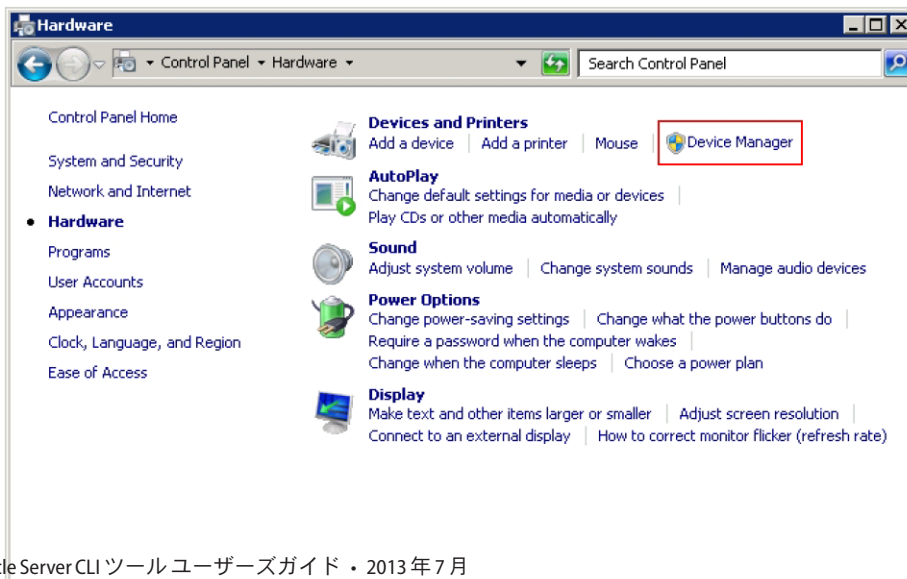 Hardware
Control Panel Hardware
Search Control Panel
Control Panel Home
System and Security
Network and Internet
Hardware
Programs
User Accounts
Appearance
Clock, Language, and Region
Ease of Access
Devices and Printers
Add a device | Add a printer | Mouse | Device Manager
AutoPlay
Change default settings for media or devices |
Play CDs or other media automatically
Sound
Adjust system volume | Change system sounds | Manage audio devices
Power Options
Change power-saving settings | Change what the power buttons do |
Require a password when the computer wakes |
Change when the computer sleeps | Choose a power plan
Display
Make text and other items larger or smaller | Adjust screen resolution |
Connect to an external display | How to correct monitor flicker (refresh rate)
Server CLI ツール ユーザーズガイド • 2013 年 7 月